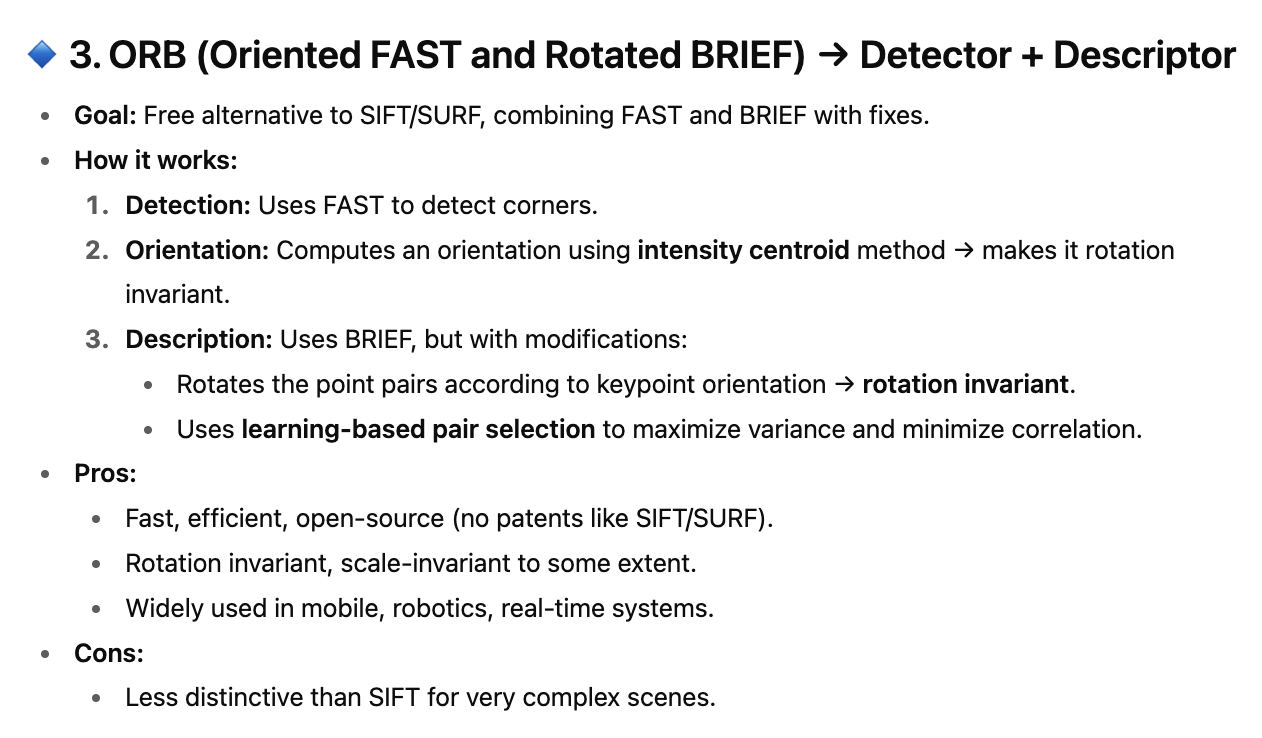 3. ORB (Oriented FAST and Rotated BRIEF) → Detector + Descriptor
• Goal: Free alternative to SIFT/SURF, combining FAST and BRIEF with fixes.
• How it works:
1. Detection: Uses FAST to detect corners.
2. Orientation: Computes an orientation using intensity centroid method → makes it rotation
invariant.
3. Description: Uses BRIEF, but with modifications:
• Rotates the point pairs according to keypoint orientation → rotation invariant.
• Uses learning-based pair selection to maximize variance and minimize correlation.
• Pros:
• Fast, efficient, open-source (no patents like SIFT/SURF).
• Rotation invariant, scale-invariant to some extent.
• Widely used in mobile, robotics, real-time systems.
• Cons:
• Less distinctive than SIFT for very complex scenes.